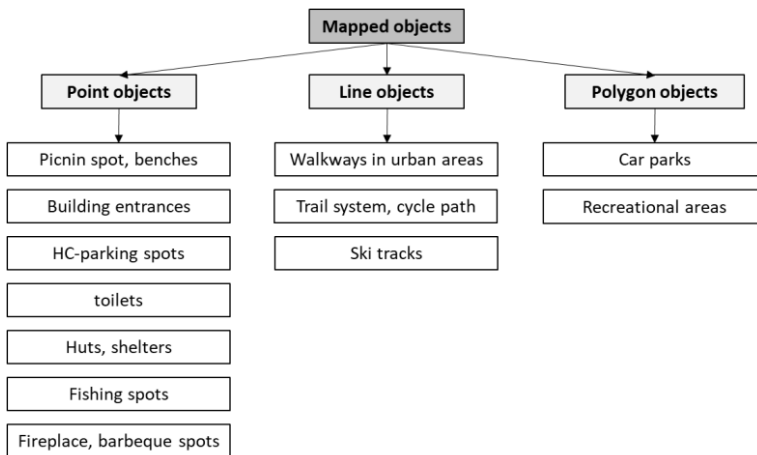 Mapped objects
Point objects
Line objects
Polygon objects
Picnin spot, benches
Walkways in urban areas
Car parks
Building entrances
Trail system, cycle path
Recreational areas
HC-parking spots
Ski tracks
toilets
Huts, shelters
Fishing spots
Fireplace, barbeque spots